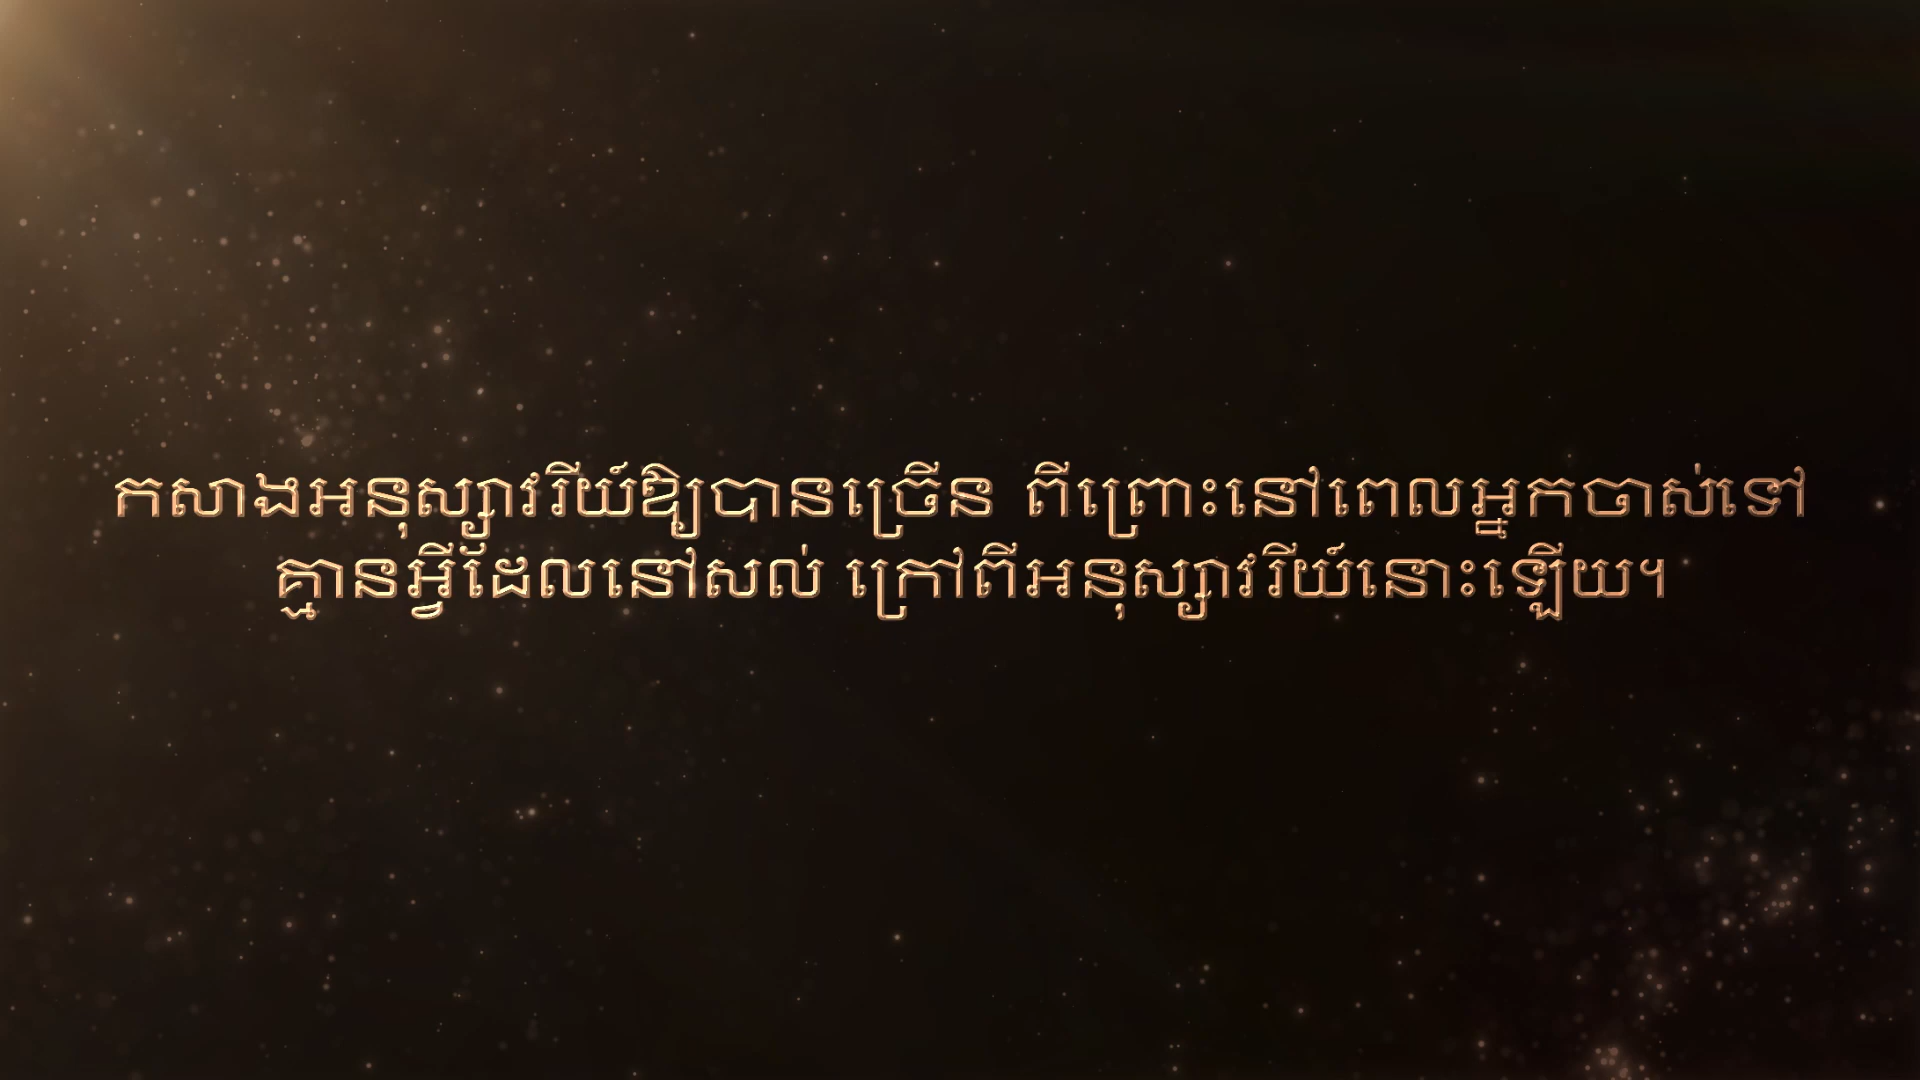 កសាងអនុស្សាវរីយ៍ឱ្យបានច្រើន ពីព្រោះនៅពេលអ្នកចាស់ទៅ
គ្មានអ្វីដែលនៅសល់ ក្រៅពីអនុស្សាវរីយ៍នោះឡើយ។